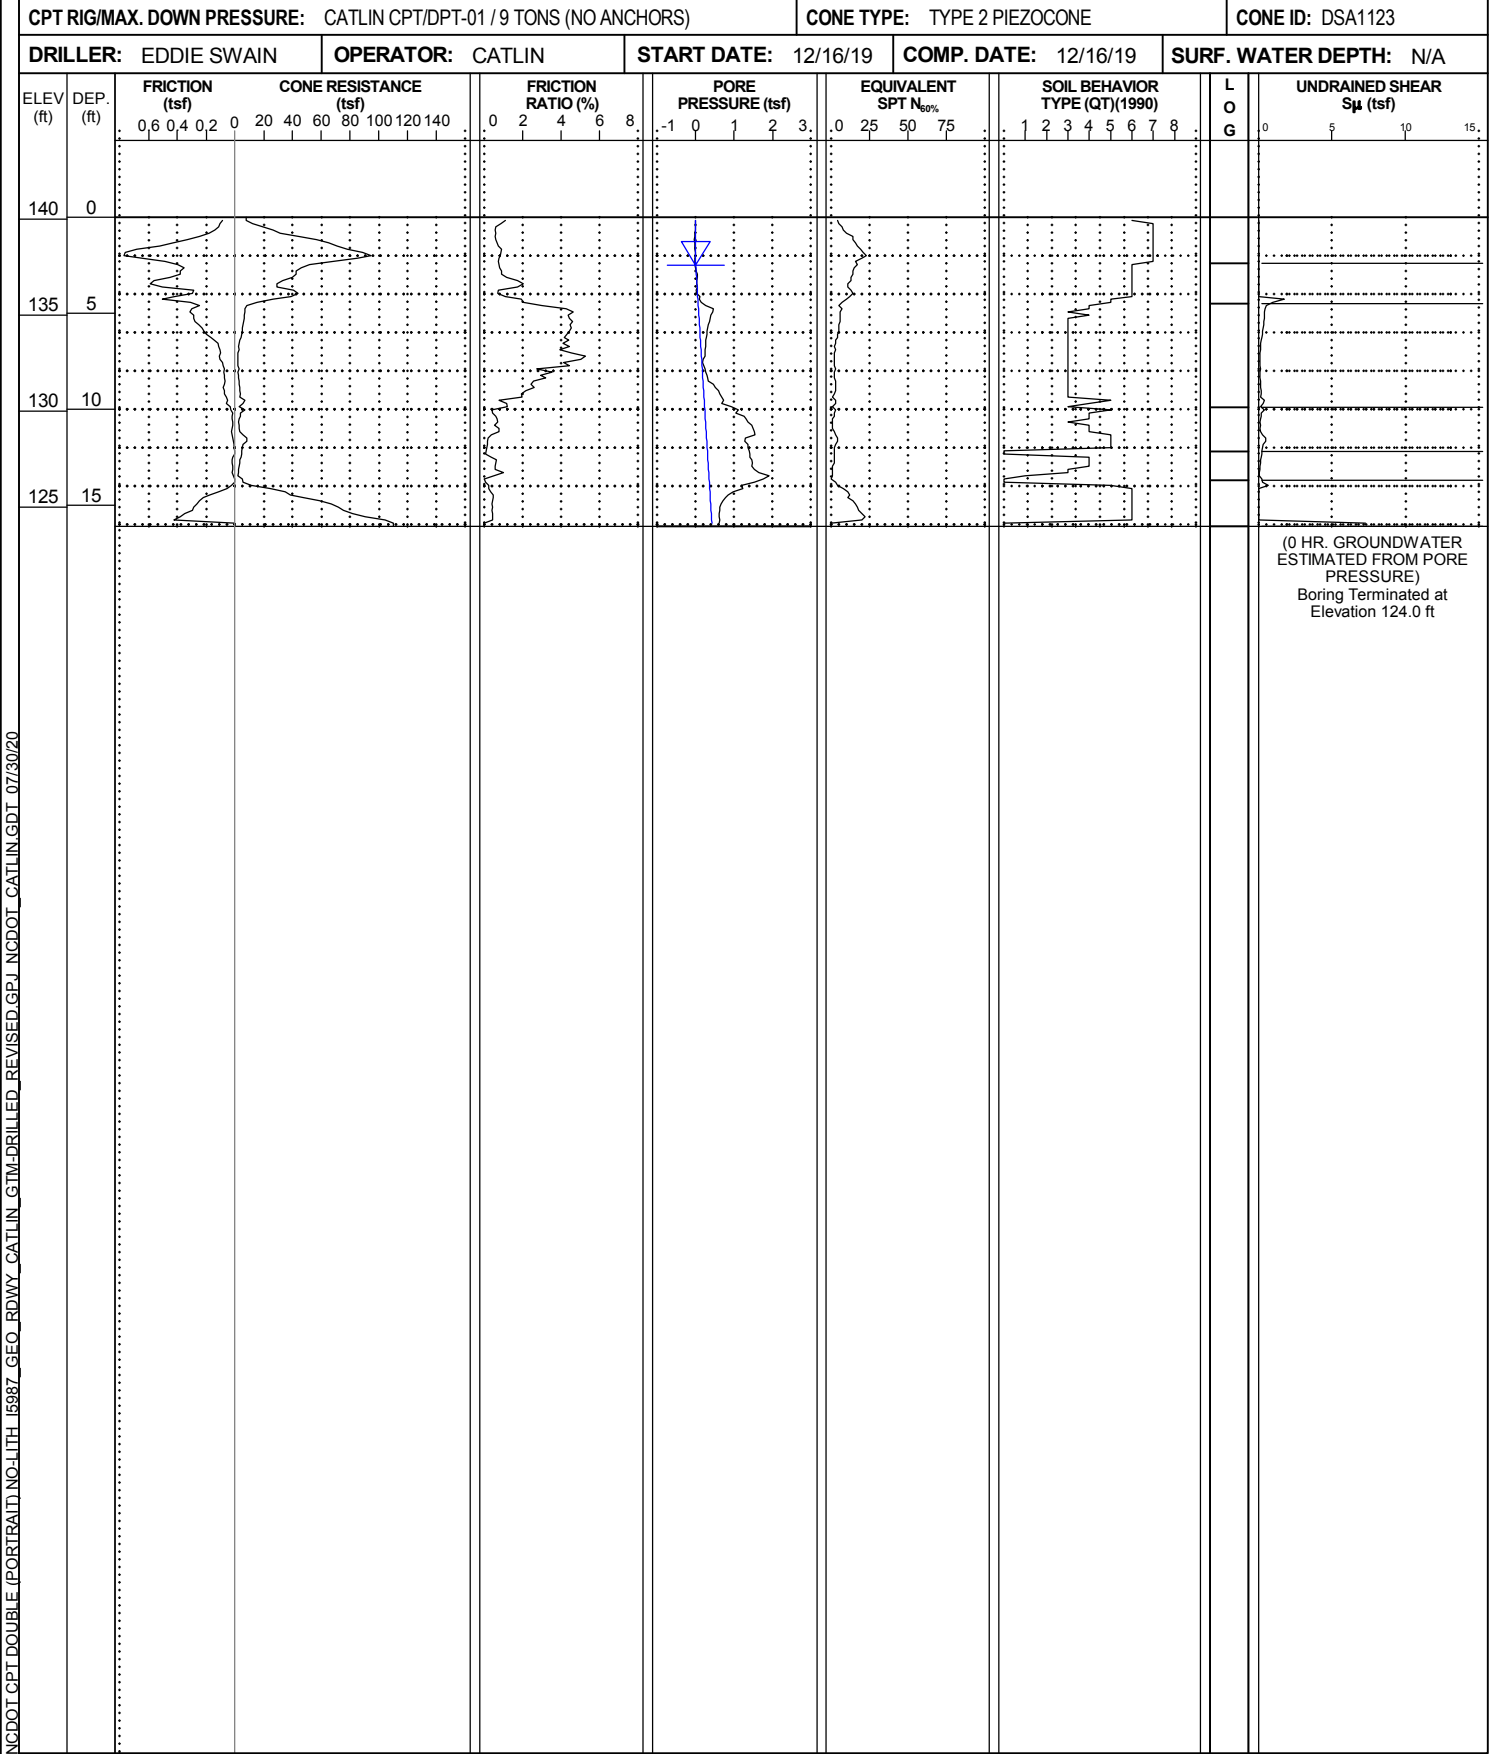 CPT RIG/MAX. DOWN PRESSURE: CATLIN CPT/DPT-01 / 9 TONS (NO ANCHORS) CONE TYPE: TYPE 2 PIEZOCONE CONE ID: DSA1123
DRILLER: EDDIE SWAIN OPERATOR: CATLIN START DATE: 12/16/19 COMP. DATE: 12/16/19 SURF. WATER DEPTH: N/A
ELEV (ft)
DEP. (ft)
FRICTION (tsf)
0.6 0.4 0.2 0
CONE RESISTANCE (tsf)
20 40 60 80 100 120 140
FRICTION RATIO (%)
0 2 4 6 8
PORE PRESSURE (tsf)
-1 0 1 2 3
EQUIVALENT SPT N60%
0 25 50 75
SOIL BEHAVIOR TYPE (QT)(1990)
1 2 3 4 5 6 7 8
L
O
G
UNDRAINED SHEAR Sµ (tsf)
0 5 10 15
140 0
135 5
130 10
125 15
(0 HR. GROUNDWATER
ESTIMATED FROM PORE
PRESSURE)
Boring Terminated at
Elevation 124.0 ft
NCDOT CPT DOUBLE (PORTRAIT) NO-LITH I5987_GEO_RDWY_CATLIN_GTM-DRILLED_REVISED.GPJ NCDOT_CATLIN.GDT 07/30/20